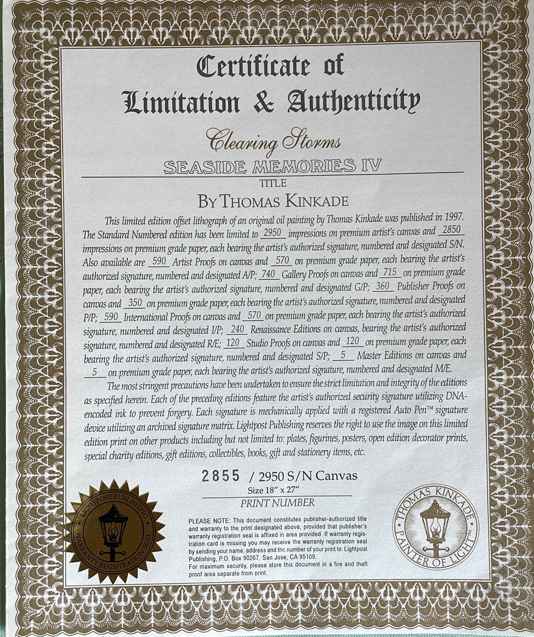 Certificate of
Limitation & Authenticity
Clearing Storms
SEASIDE MEMORIES IV
TITLE
BY THOMAS KINKADE
This limited edition offset lithograph of an original oil painting by Thomas Kinkade was published in 1997.
The Standard Numbered edition has been limited to 2950 impressions on premium artist's canvas and 2850
impressions on premium grade paper, each bearing the artist's authorized signature, numbered and designated S/N.
Also available are 590 Artist Proofs on canvas and 570 on premium grade paper, each bearing the artist's
authorized signature, numbered and designated A/P; 740 Gallery Proofs on canvas and 715 on premium grade
paper, each bearing the artist's authorized signature, numbered and designated G/P; 360 Publisher Proofs on
canvas and 350 on premium grade paper, each bearing the artist's authorized signature, numbered and designated
P/P; 590 International Proofs on canvas and 570 on premium grade paper, each bearing the artist's authorized
signature, numbered and designated I/P; 240 Renaissance Editions on canvas, bearing the artist's authorized
signature, numbered and designated R/E; 120 Studio Proofs on canvas and 120 on premium grade paper, each
bearing the artist's authorized signature, numbered and designated S/P; 5 Master Editions on canvas and
5 on premium grade paper, each bearing the artist's authorized signature, numbered and designated M/E.
The most stringent precautions have been undertaken to ensure the strict limitation and integrity of the editions
as specified herein. Each of the preceding editions feature the artist's authorized security signature utilizing DNA-
encoded ink to prevent forgery. Each signature is mechanically applied with a registered Auto Pen™ signature
device utilizing an archived signature matrix. Lightpost Publishing reserves the right to use the image on this limited
edition print on other products including but not limited to: plates, figurines, posters, open edition decorator prints,
special charity editions, gift editions, collectibles, books, gift and stationery items, etc.
2855 / 2950 S/N Canvas
Size 18" x 27"
PRINT NUMBER
PLEASE NOTE: This document constitutes publisher-authorized title
and warranty to the print designated above, provided that publisher's
warranty registration seal is affixed in area provided. If warranty regis-
tration card is missing you may receive the warranty registration seal
by sending your name, address and the number of your print to: Lightpost
Publishing, P.O. Box 90267, San Jose, CA 95109.
For maximum security, please store this document in a fire and theft
proof area separate from print.
THOMAS KINKADE
PAINTER OF LIGHT